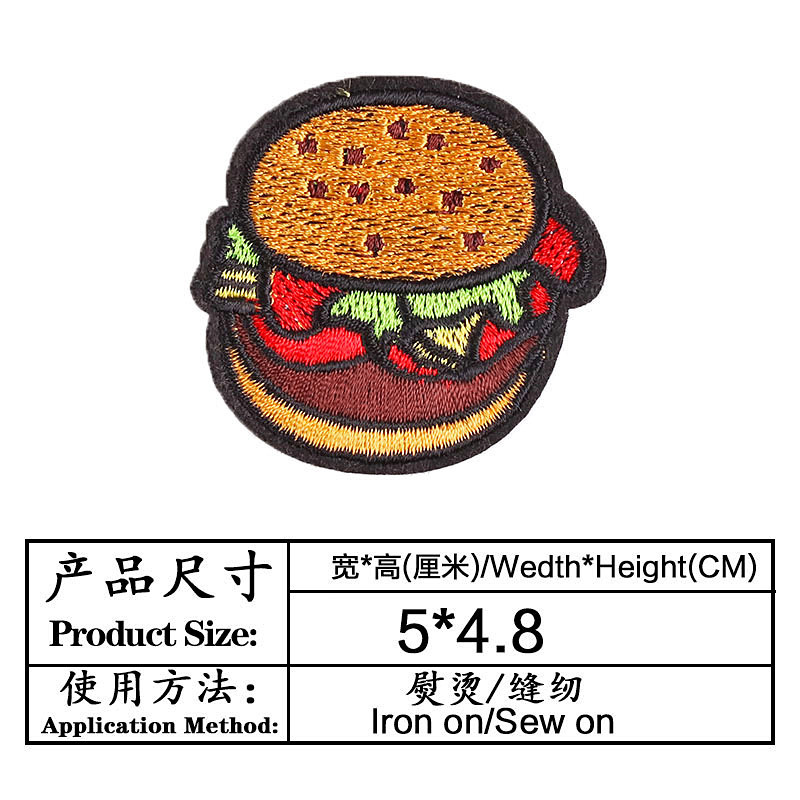 产品尺寸
Product Size:
宽*高(厘米)/Wedth*Height(CM)
5*4.8
使用方法:
Application Method:
熨烫/缝纫
Iron on/Sew on